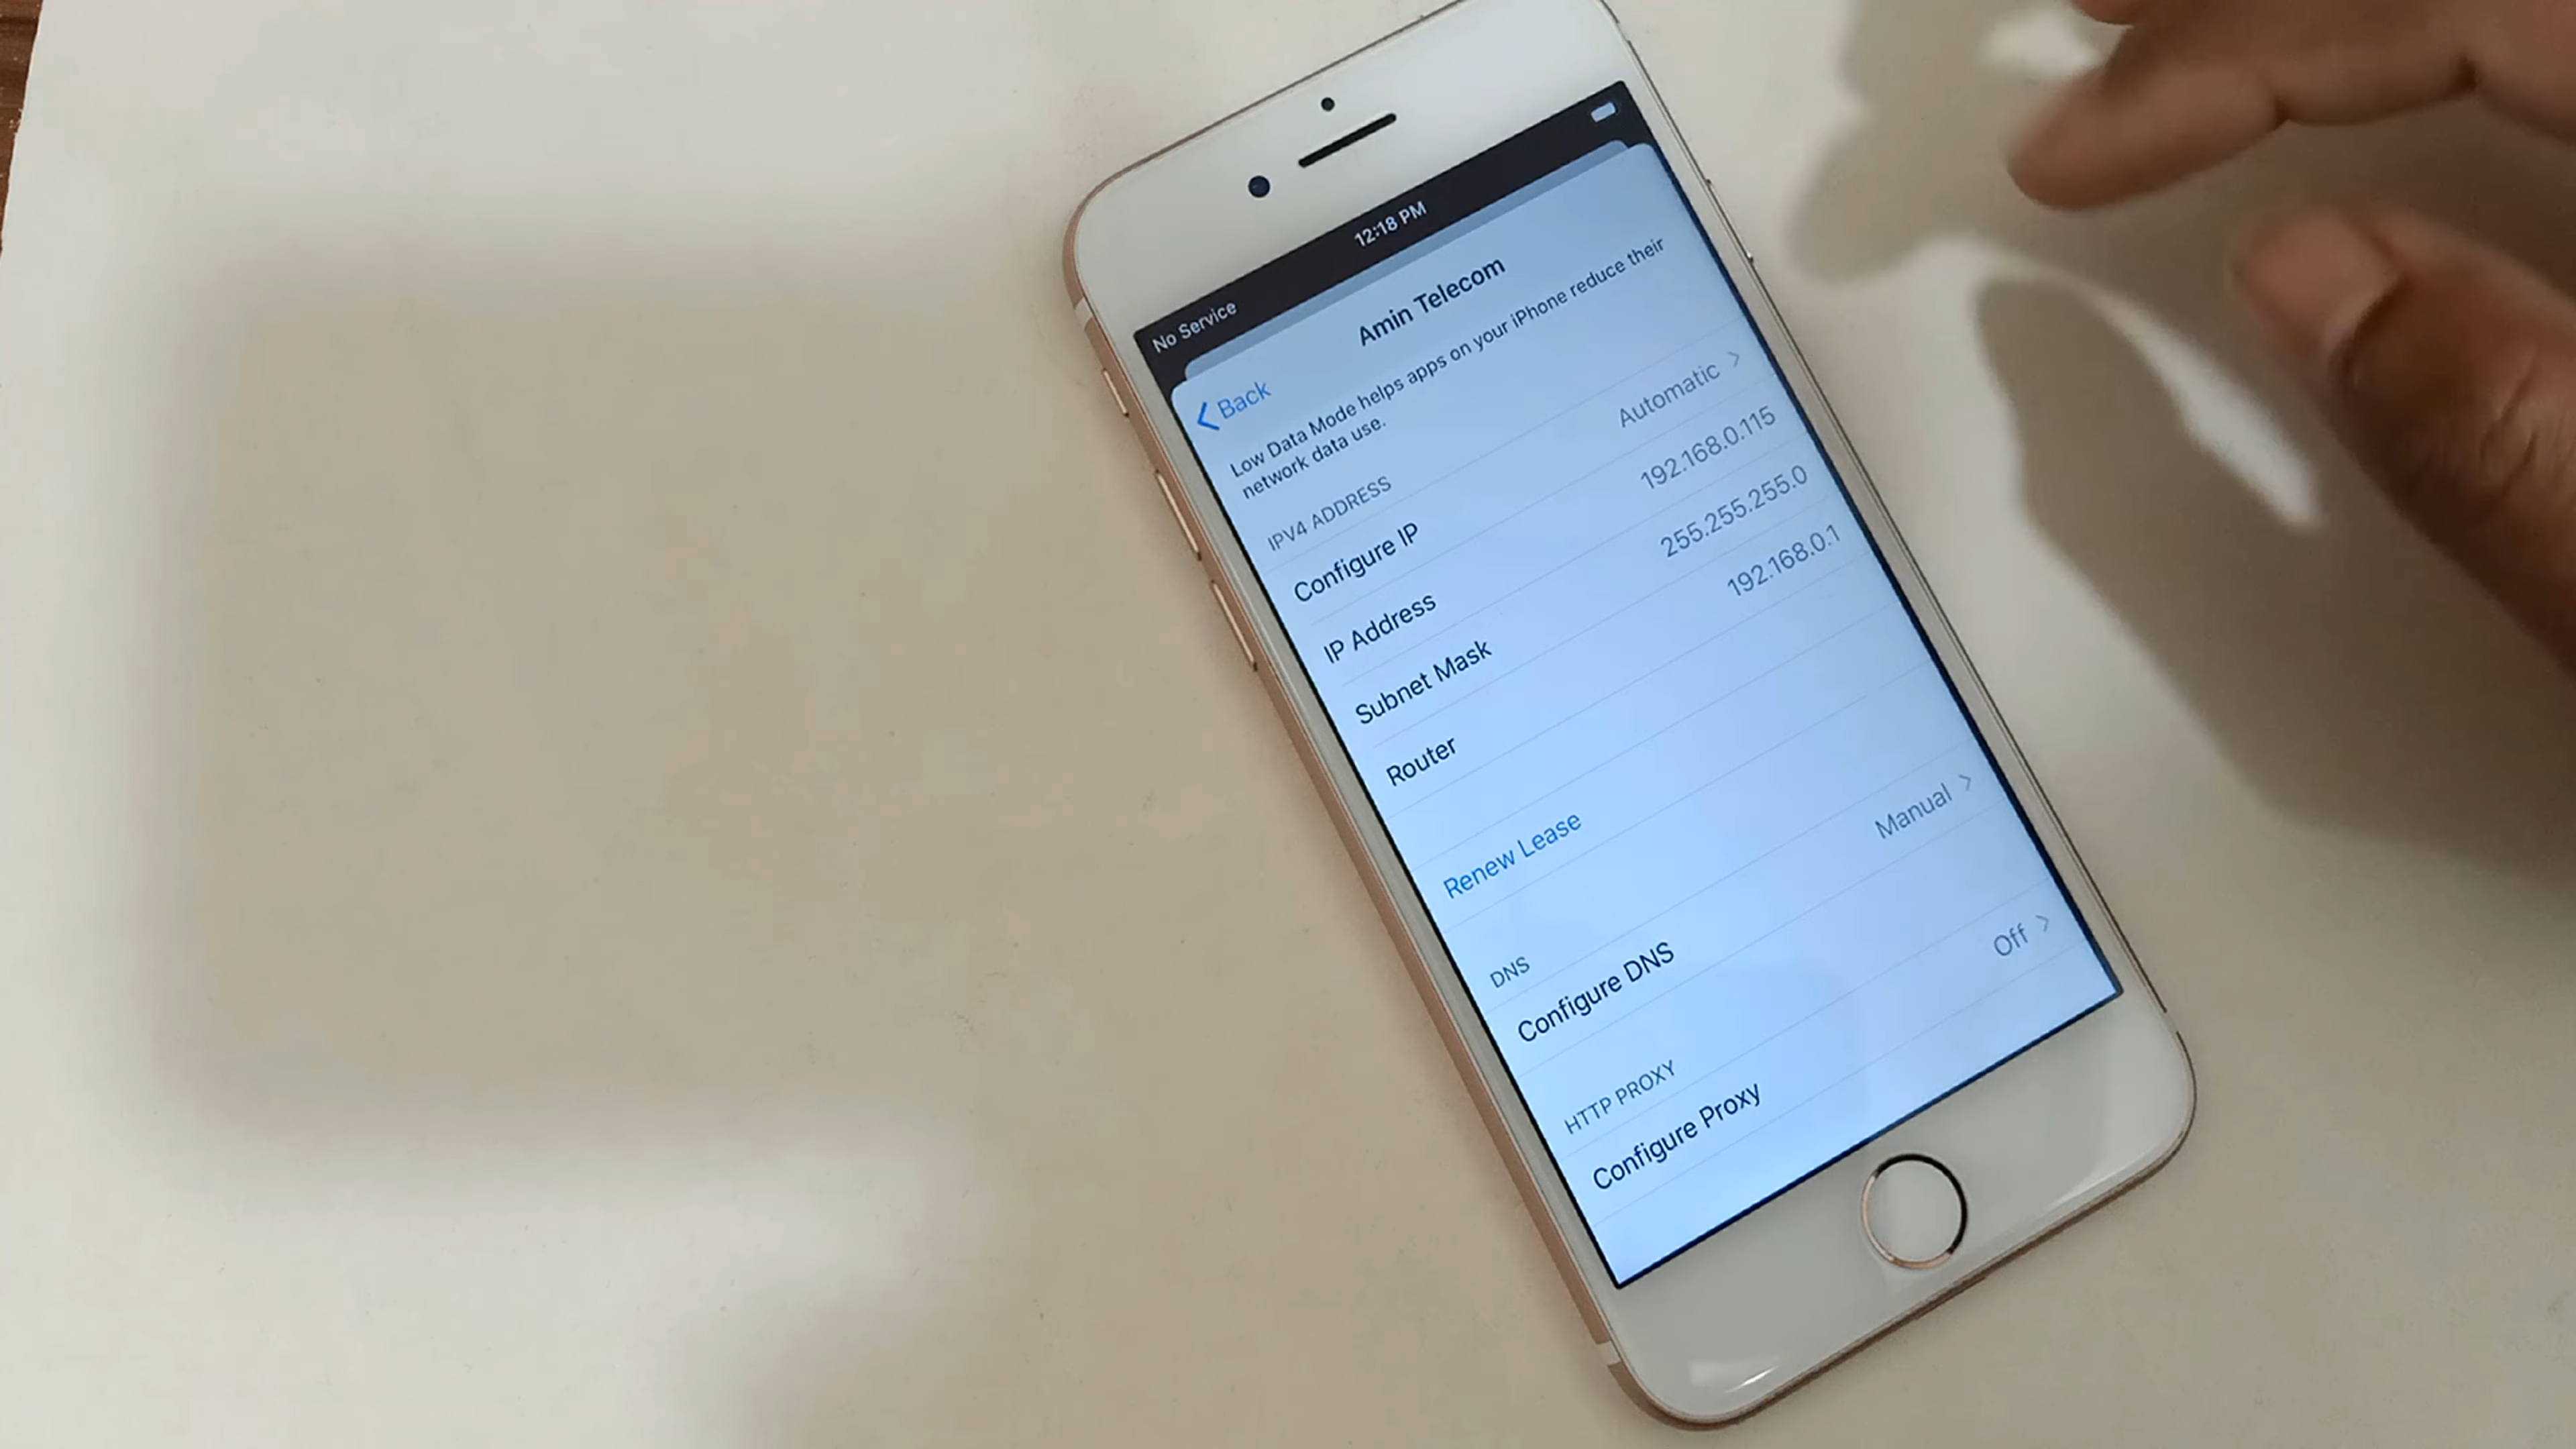 No Service 12:18 PM
Back Amin Telecom
Low Data Mode helps apps on your iPhone reduce their
network data use.
IPV4 ADDRESS
Configure IP Automatic
IP Address 192.168.0.115
Subnet Mask 255.255.255.0
Router 192.168.0.1
Renew Lease
DNS
Configure DNS Manual
HTTP PROXY
Configure Proxy Off